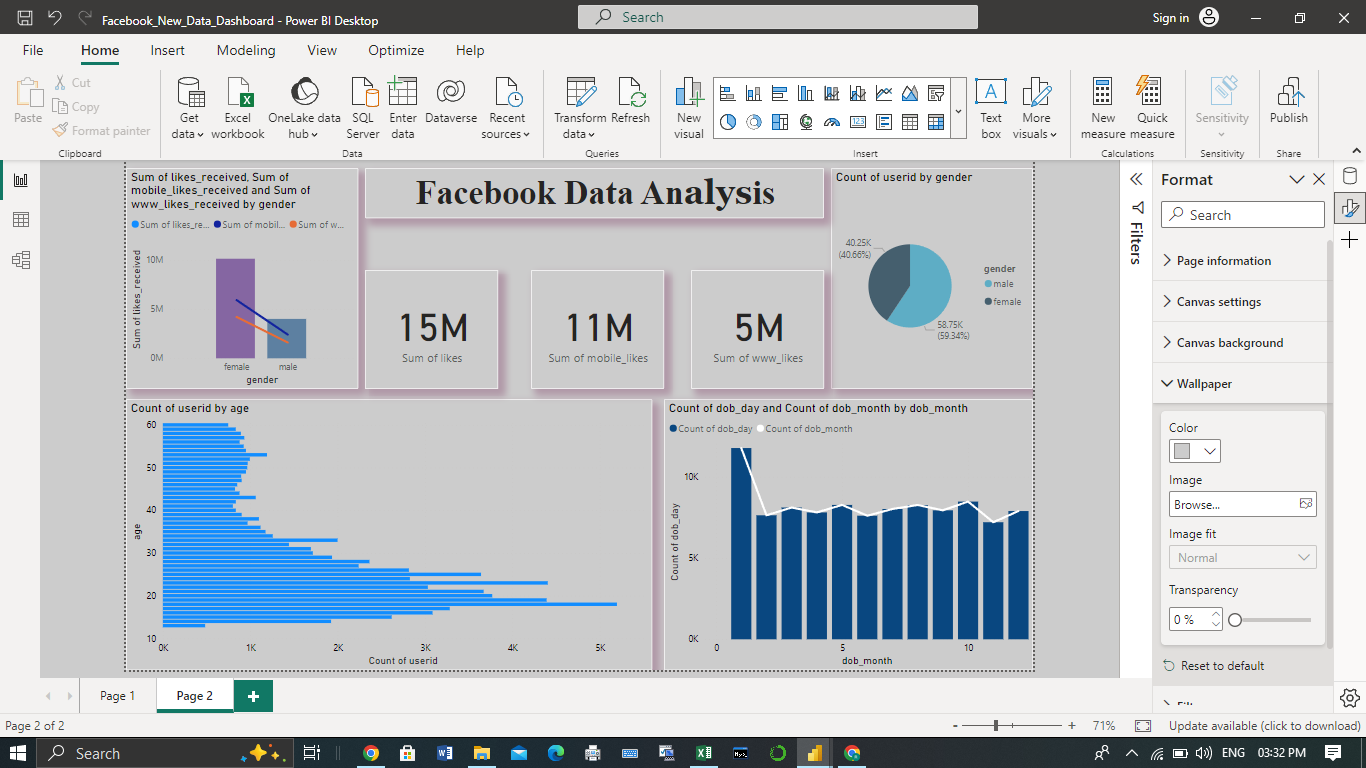 Facebook_New_Data_Dashboard - Power BI Desktop
Search
Sign in
File
Home
Insert
Modeling
View
Optimize
Help
Paste
Cut
Copy
Format painter
Clipboard
Get data
Excel workbook
OneLake data hub
SQL Server
Enter data
Dataverse
Recent sources
Data
Transform data
Refresh
Queries
New visual
Text box
More visuals
Insert
New measure
Quick measure
Calculations
Sensitivity
Sensitivity
Publish
Share
Sum of likes_received, Sum of
mobile_likes_received and Sum of
www_likes_received by gender
Sum of likes_re...
Sum of mobil...
Sum of w...
Sum of likes_received
10M
5M
0M
female
male
gender
Facebook Data Analysis
15M
Sum of likes
11M
Sum of mobile_likes
5M
Sum of www_likes
Count of userid by gender
40.25K
(40.66%)
58.75K
(59.34%)
gender
male
female
Count of userid by age
age
60
50
40
30
20
10
0K
1K
2K
3K
4K
5K
Count of userid
Count of dob_day and Count of dob_month by dob_month
Count of dob_day
Count of dob_month
Count of dob_day
10K
5K
0K
0
5
10
dob_month
Filters
Format
Search
Page information
Canvas settings
Canvas background
Wallpaper
Color
Image
Browse...
Image fit
Normal
Transparency
0 %
Reset to default
Page 1
Page 2
Page 2 of 2
71%
Update available (click to download)
Search
ENG
03:32 PM